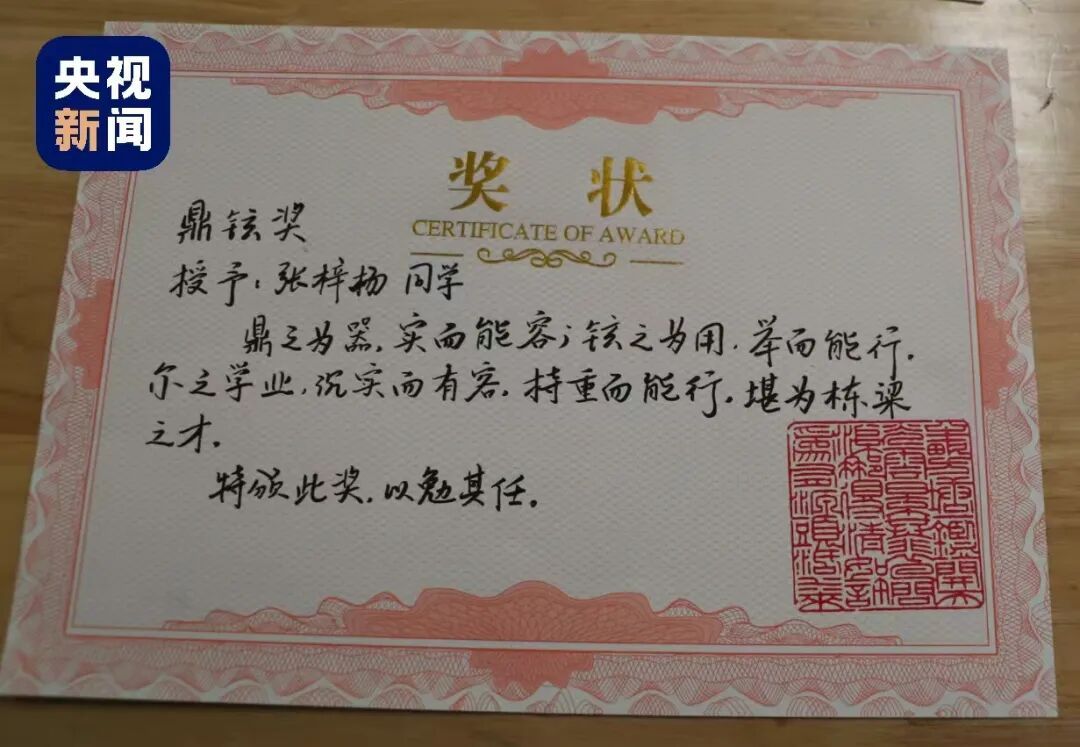 央视
新闻
奖 状
CERTIFICATE OF AWARD
鼎铉奖
授予：张梓杨 同学
鼎之为器，实而能容；铉之为用，举而能行。
尔之学业，沉实而有容，持重而能行。堪为栋梁
之才。
特颁此奖，以勉其任。